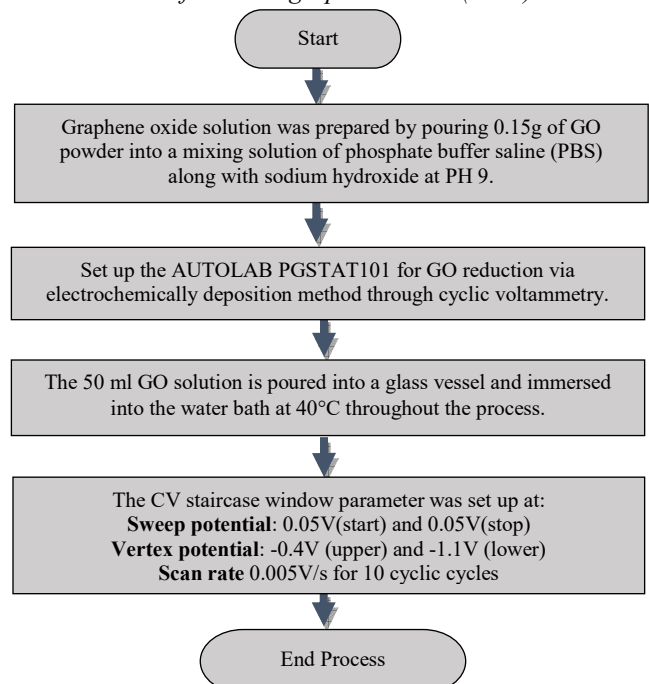 Start
Graphene oxide solution was prepared by pouring 0.15g of GO
powder into a mixing solution of phosphate buffer saline (PBS)
along with sodium hydroxide at PH 9.
Set up the AUTOLAB PGSTAT101 for GO reduction via
electrochemically deposition method through cyclic voltammetry.
The 50 ml GO solution is poured into a glass vessel and immersed
into the water bath at 40°C throughout the process.
The CV staircase window parameter was set up at:
Sweep potential: 0.05V(start) and 0.05V(stop)
Vertex potential: -0.4V (upper) and -1.1V (lower)
Scan rate 0.005V/s for 10 cyclic cycles
End Process